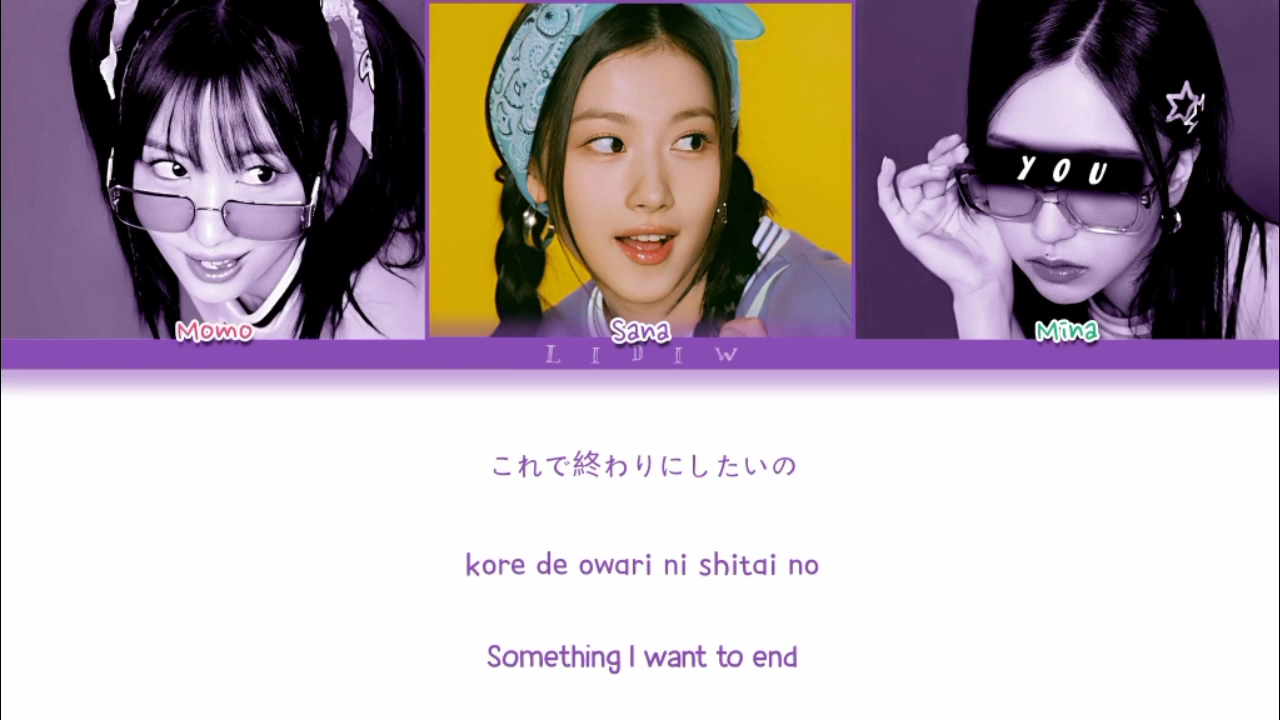 YOU
Momo
Sana
Mina
LIDIW
これで終わりにしたいの
kore de owari ni shitai no
Something I want to end